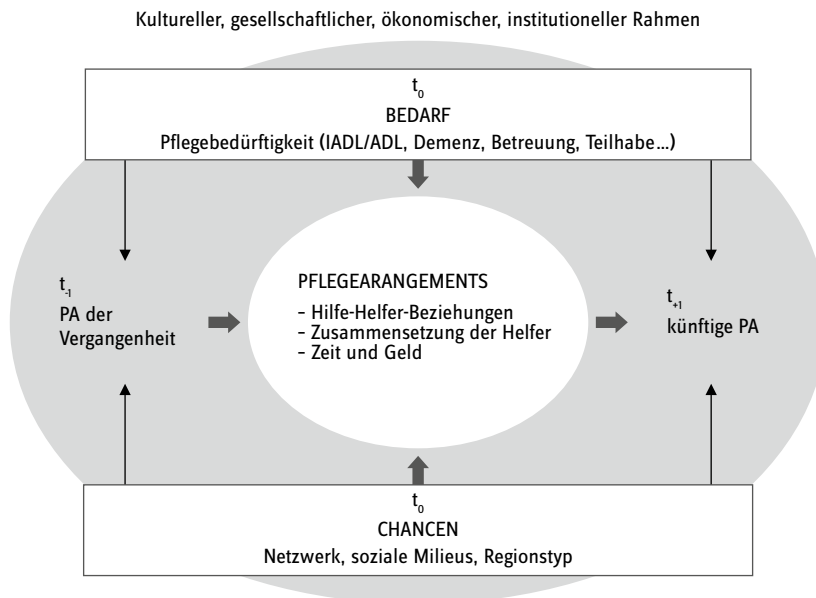 Kultureller, gesellschaftlicher, ökonomischer, institutioneller Rahmen
t0
BEDARF
Pflegebedürftigkeit (IADL/ADL, Demenz, Betreuung, Teilhabe...)
t-1
PA der
Vergangenheit
PFLEGEARANGEMENTS
– Hilfe-Helfer-Beziehungen
– Zusammensetzung der Helfer
– Zeit und Geld
t+1
künftige PA
t0
CHANCEN
Netzwerk, soziale Milieus, Regionstyp